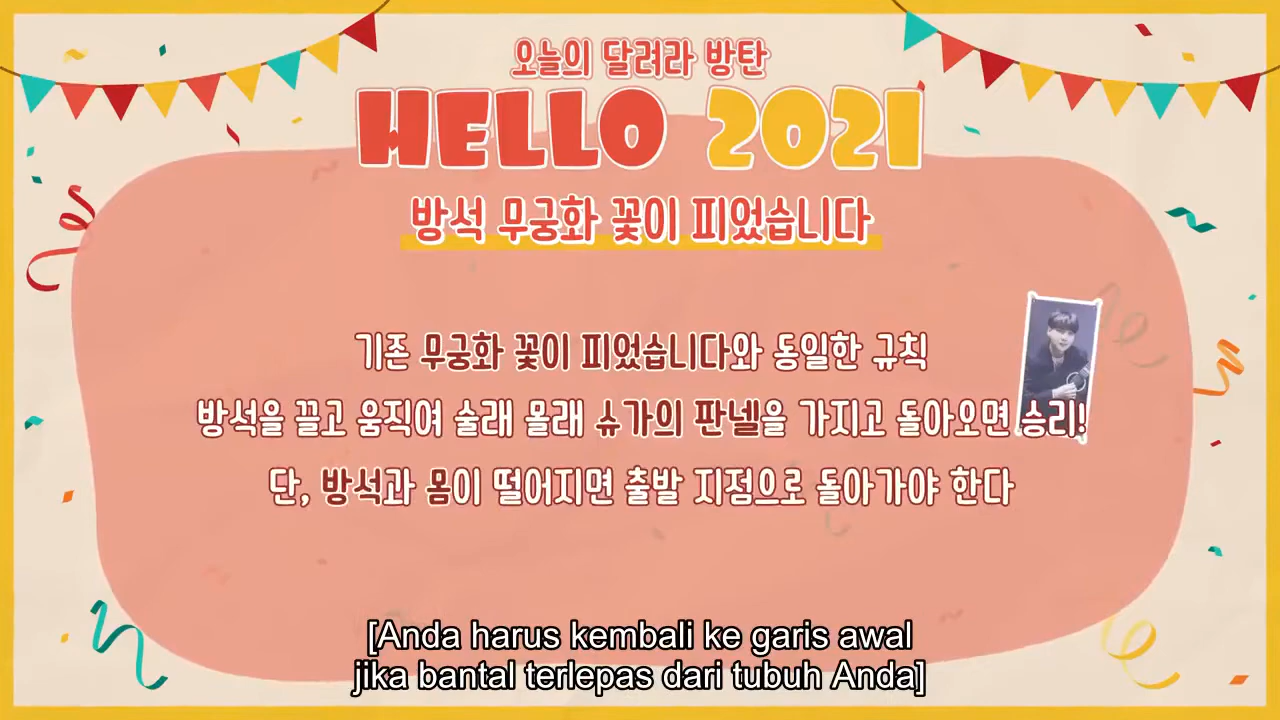 오늘의 달려라 방탄
HELLO 2021
방석 무궁화 꽃이 피었습니다
기존 무궁화 꽃이 피었습니다와 동일한 규칙
방석을 끌고 움직여 술래 몰래 슈가의 판넬을 가지고 돌아오면 승리!
단, 방석과 몸이 떨어지면 출발 지점으로 돌아가야 한다
[Anda harus kembali ke garis awal
jika bantal terlepas dari tubuh Anda]